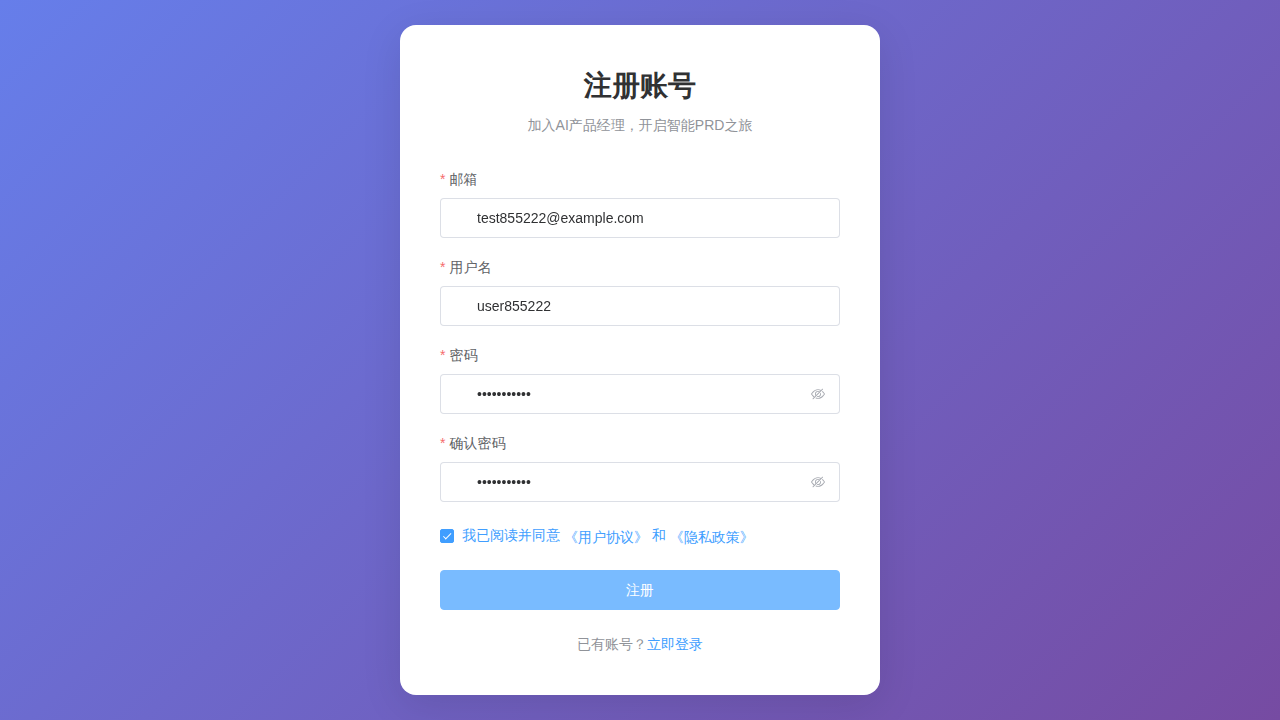 注册账号
加入AI产品经理，开启智能PRD之旅
* 邮箱
test855222@example.com
* 用户名
user855222
* 密码
•••••••••••
* 确认密码
•••••••••••
我已阅读并同意 《用户协议》 和 《隐私政策》
注册
已有账号？立即登录